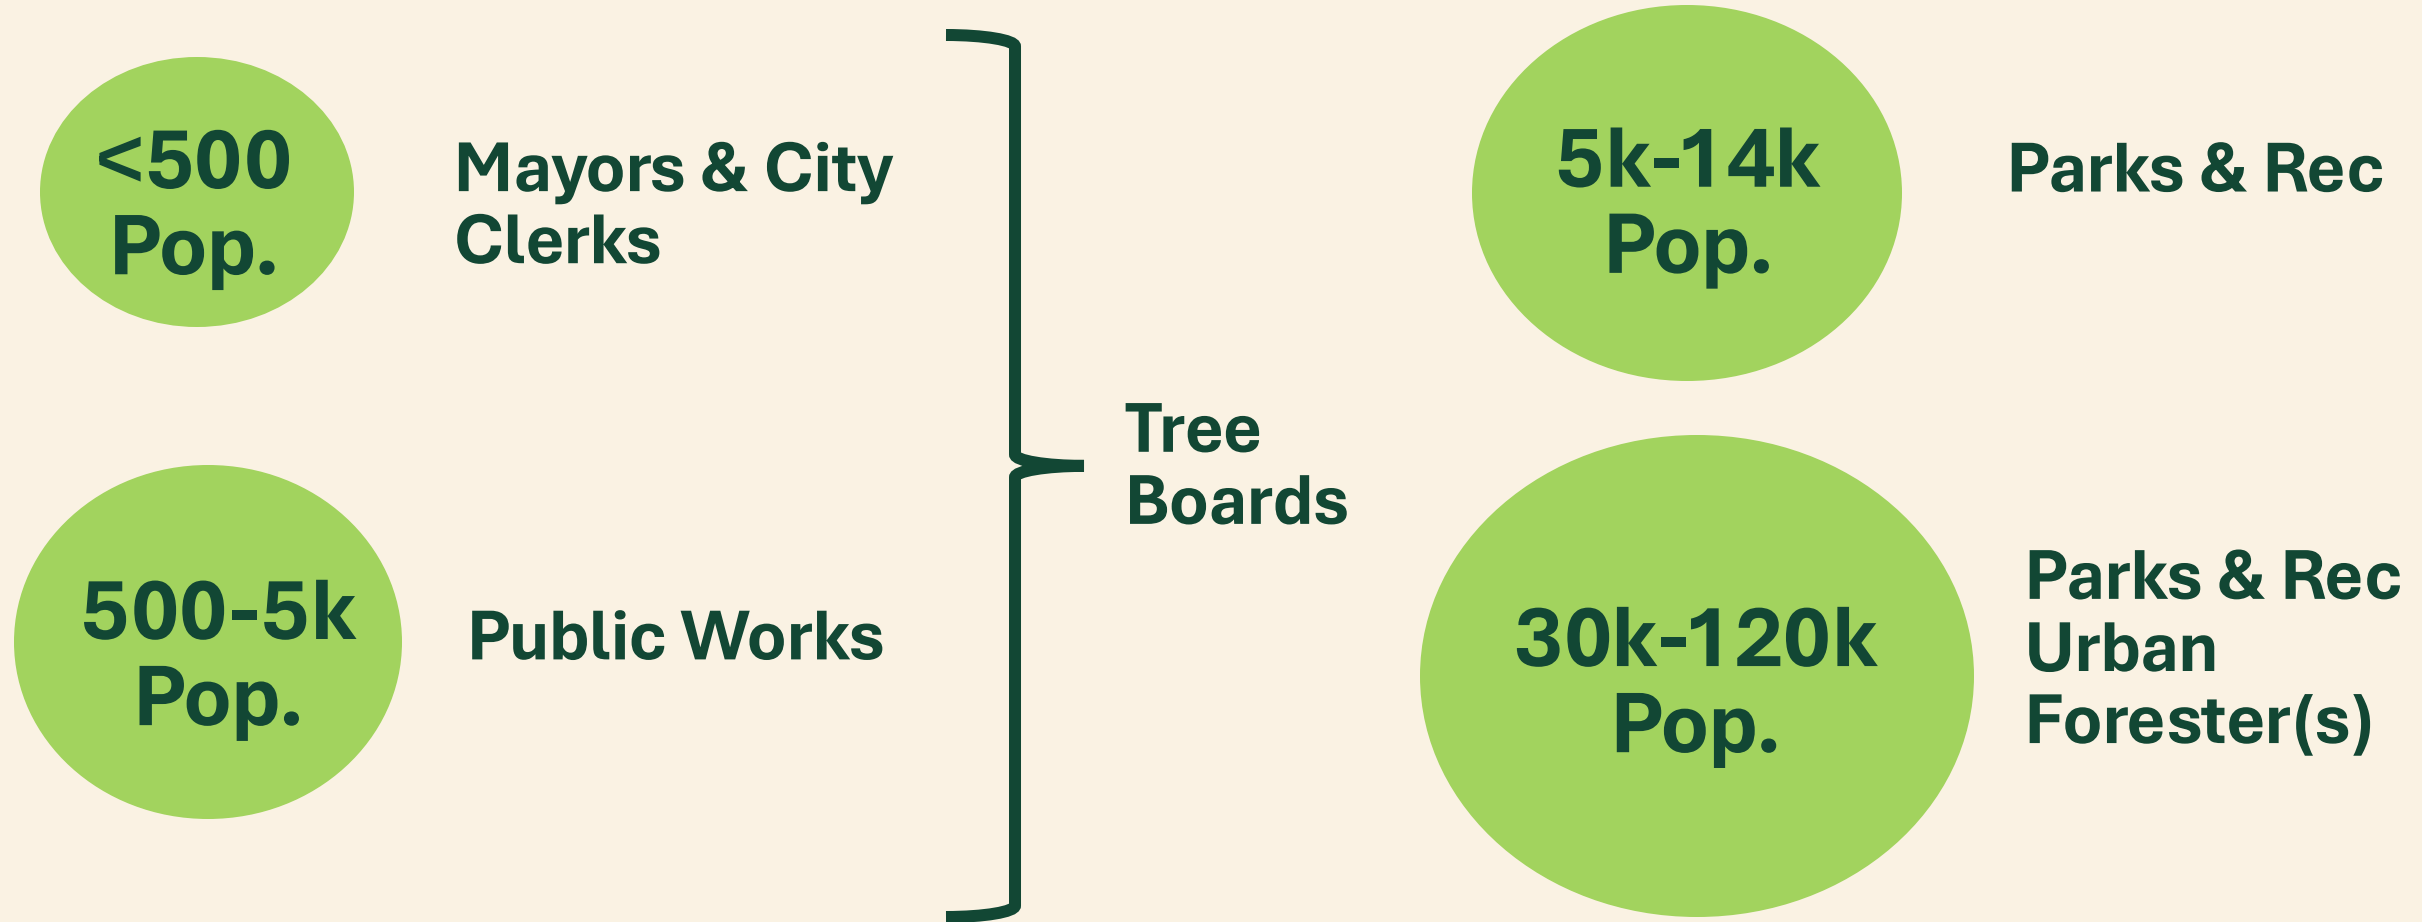 <500
Pop.
Mayors & City
Clerks
500-5k
Pop.
Public Works
Tree
Boards
5k-14k
Pop.
Parks & Rec
30k-120k
Pop.
Parks & Rec
Urban
Forester(s)